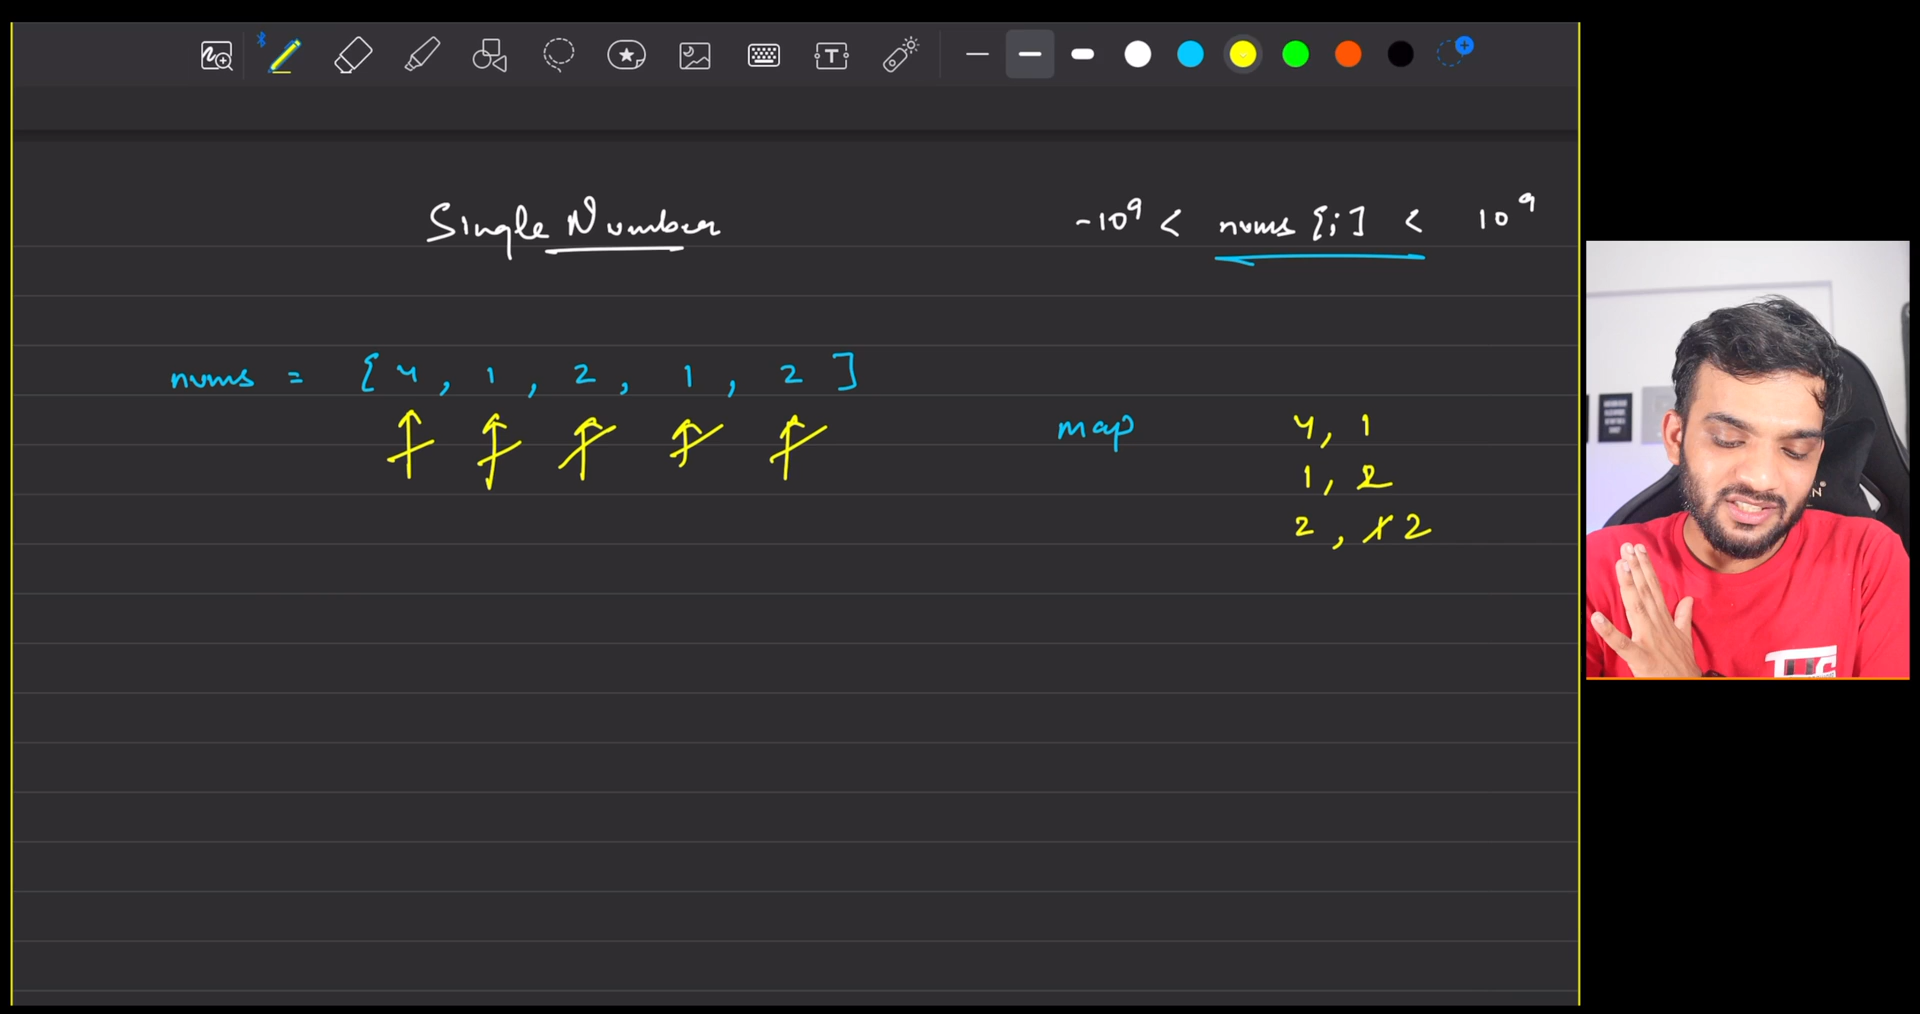 Single Number
-10⁹ < nums [i] < 10⁹
nums = [ 4 , 1 , 2 , 1 , 2 ]
map
4, 1
1, 2
2, 1 2